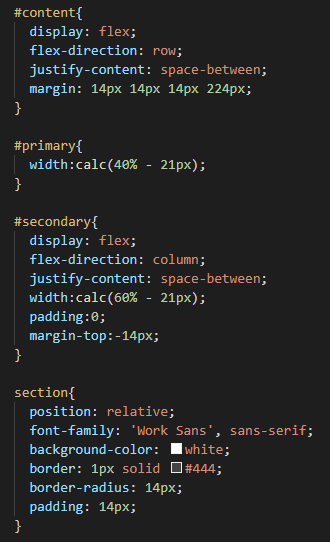 #content{
display: flex;
flex-direction: row;
justify-content: space-between;
margin: 14px 14px 14px 224px;
}
#primary{
width:calc(40% - 21px);
}
#secondary{
display: flex;
flex-direction: column;
justify-content: space-between;
width:calc(60% - 21px);
padding:0;
margin-top:-14px;
}
section{
position: relative;
font-family: 'Work Sans', sans-serif;
background-color: white;
border: 1px solid #444;
border-radius: 14px;
padding: 14px;
}